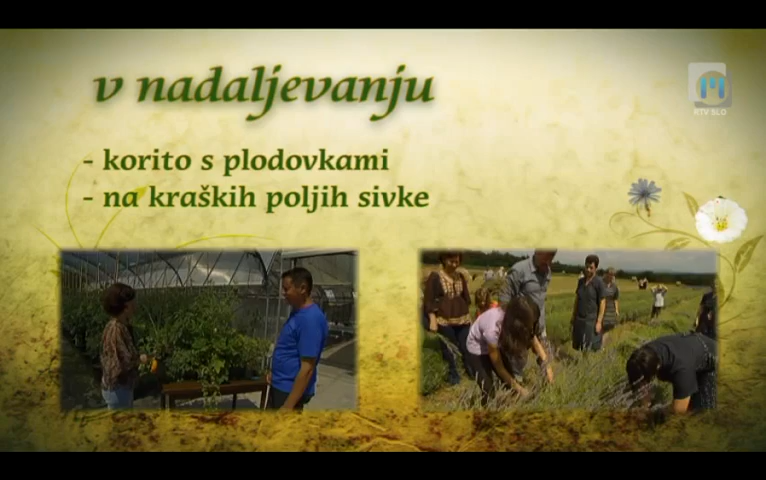 v nadaljevanju
- korito s plodovkami
- na kraških poljih sivke
RTV SLO